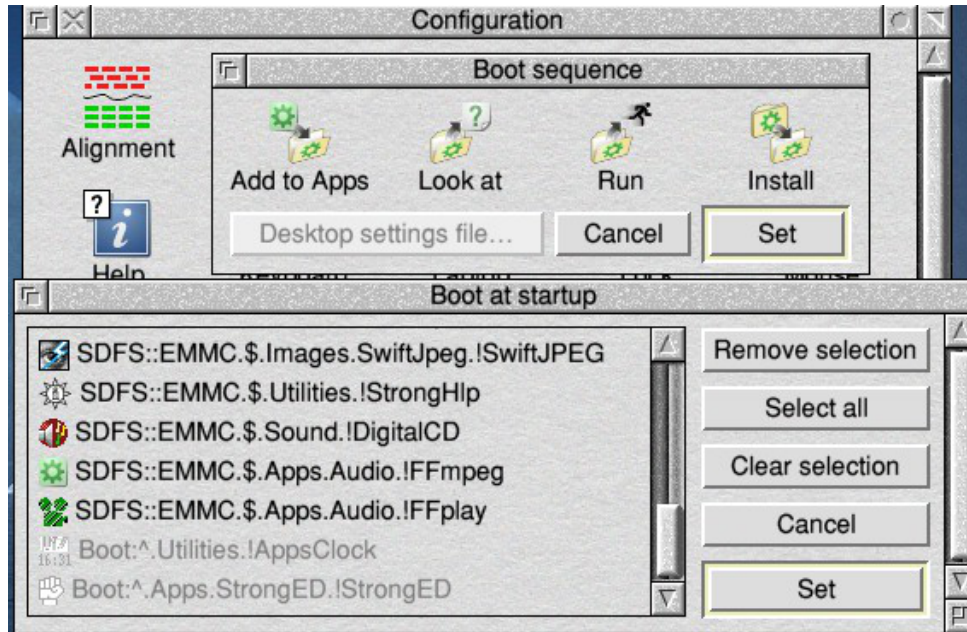 Configuration
Boot sequence
Alignment
Add to Apps
Look at
Run
Install
Desktop settings file...
Cancel
Set
Help
Boot at startup
SDFS::EMMC.$.Images.SwiftJpeg.!SwiftJPEG
SDFS::EMMC.$.Utilities.!StrongHlp
SDFS::EMMC.$.Sound.!DigitalCD
SDFS::EMMC.$.Apps.Audio.!FFmpeg
SDFS::EMMC.$.Apps.Audio.!FFplay
Boot:^.Utilities.!AppsClock
Boot:^.Apps.StrongED.!StrongED
Remove selection
Select all
Clear selection
Cancel
Set